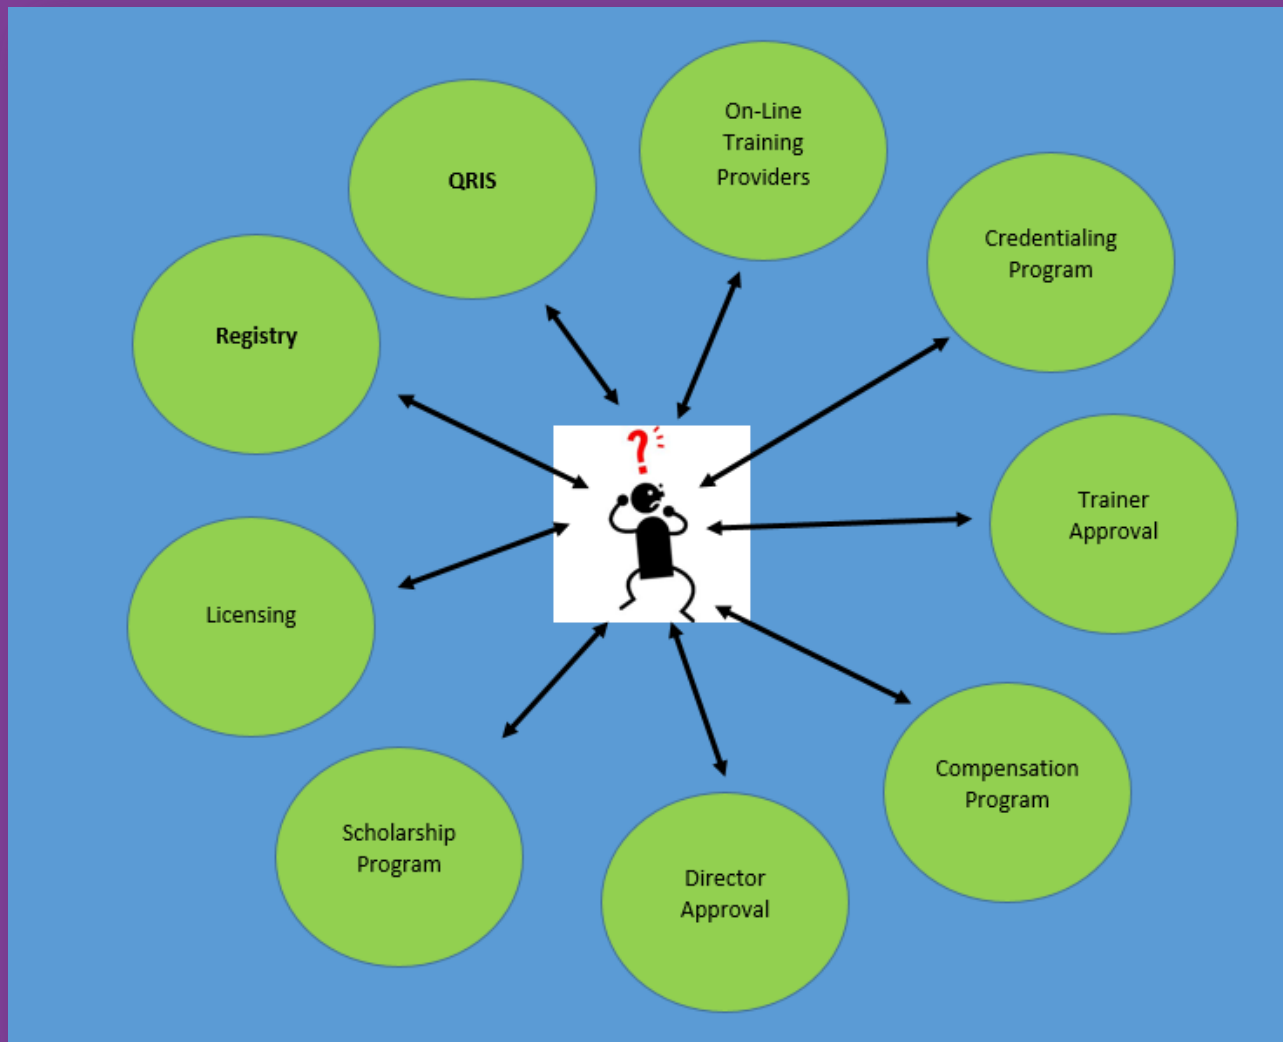 On-Line
Training
Providers
QRIS
Credentialing
Program
Registry
?
Trainer
Approval
Licensing
Compensation
Program
Scholarship
Program
Director
Approval